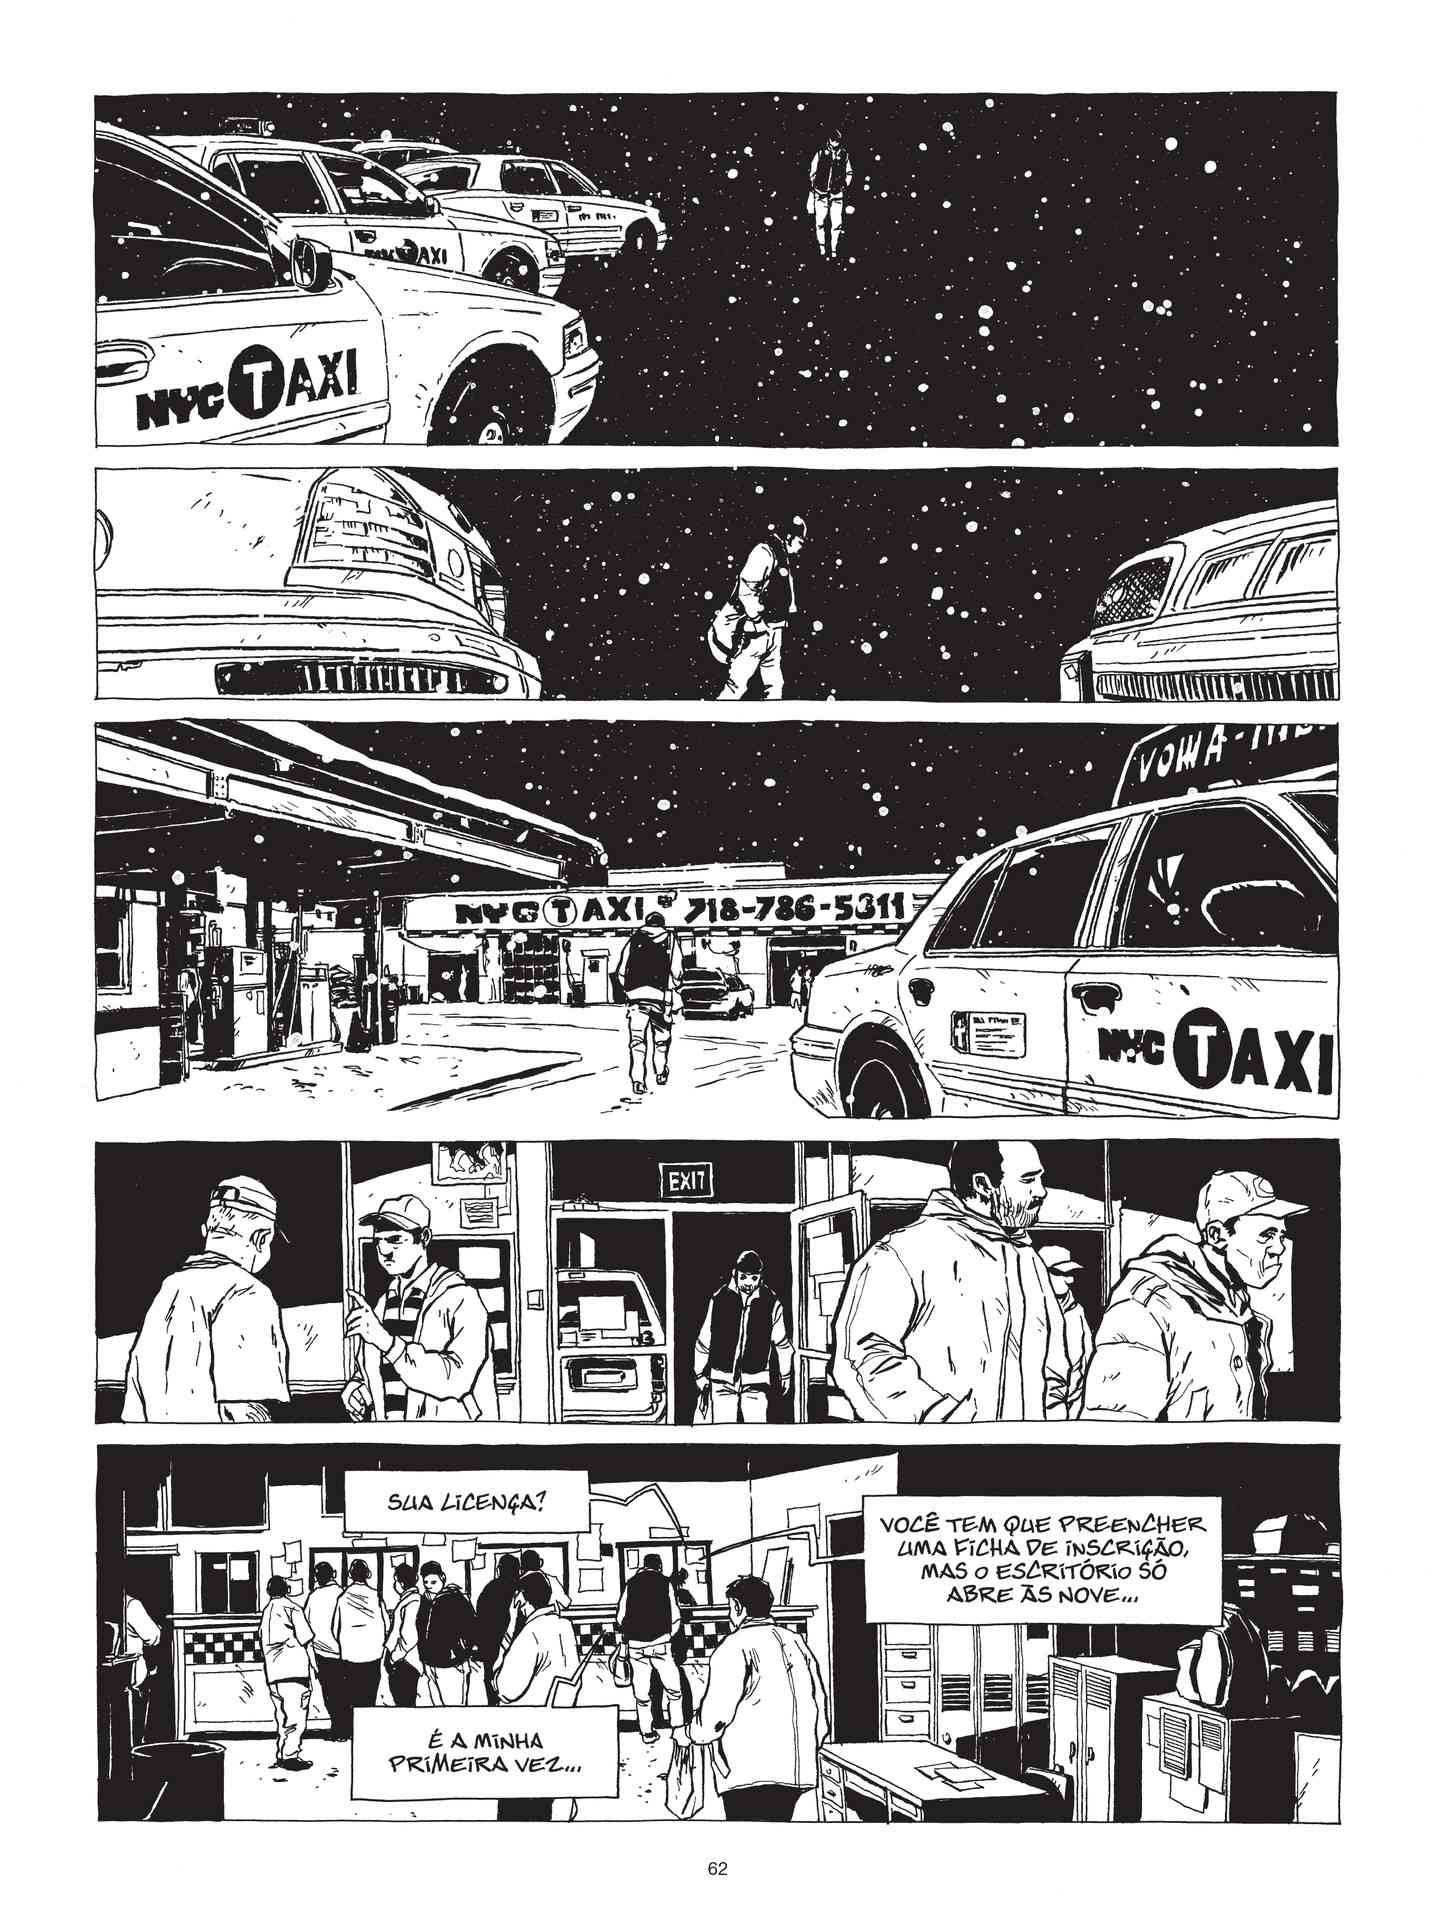 NYC TAXI
NYC TAXI
NYC TAXI 718-786-5311
NYC TAXI
EXIT
3
SUA LICENÇA?
VOCÊ TEM QUE PREENCHER
UMA FICHA DE INSCRIÇÃO,
MAS O ESCRITÓRIO SÓ
ABRE ÀS NOVE...
É A MINHA
PRIMEIRA VEZ...
62